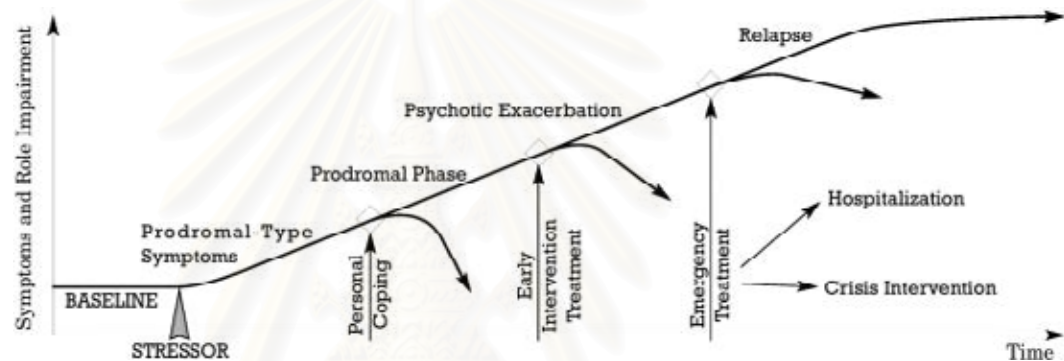 Symptoms and Role Impairment
Relapse
Psychotic Exacerbation
Prodromal Phase
Prodromal-Type
Symptoms
BASELINE
STRESSOR
Personal
Coping
Early
Intervention
Treatment
Emergency
Treatment
Hospitalization
Crisis Intervention
Time